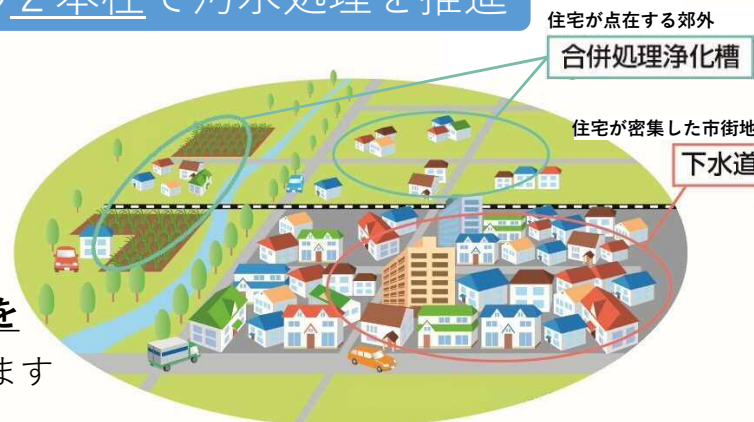 ２本柱で汚水処理を推進
住宅が点在する郊外
合併処理浄化槽
住宅が密集した市街地
下水道
を
ます